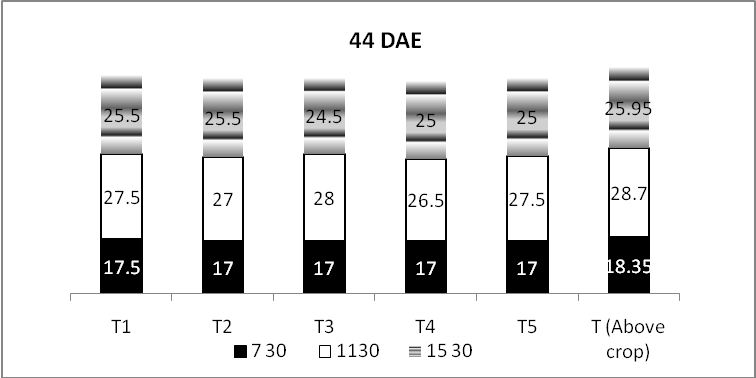 44 DAE
25.5 25.5 24.5 25 25 25.95
27.5 27 28 26.5 27.5 28.7
17.5 17 17 17 17 18.35
T1 T2 T3 T4 T5 T (Above
crop)
7 30 1130 15 30